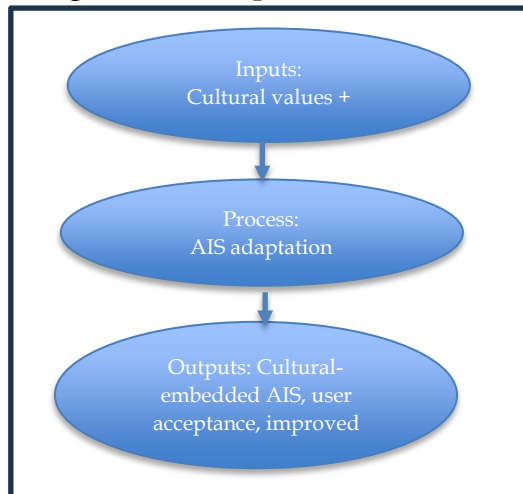 Inputs:
Cultural values +
Process:
AIS adaptation
Outputs: Cultural-
embedded AIS, user
acceptance, improved